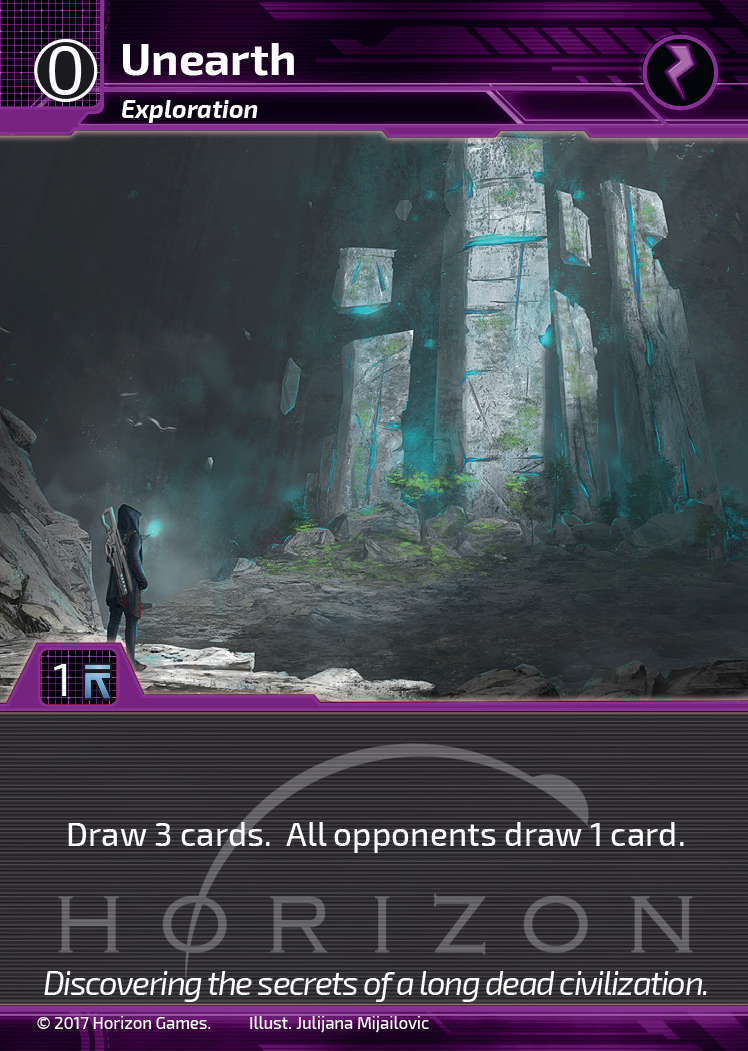 0 Unearth
Exploration
1
Draw 3 cards. All opponents draw 1 card.
HORIZON
Discovering the secrets of a long dead civilization.
© 2017 Horizon Games. Illust. Julijana Mijailovic